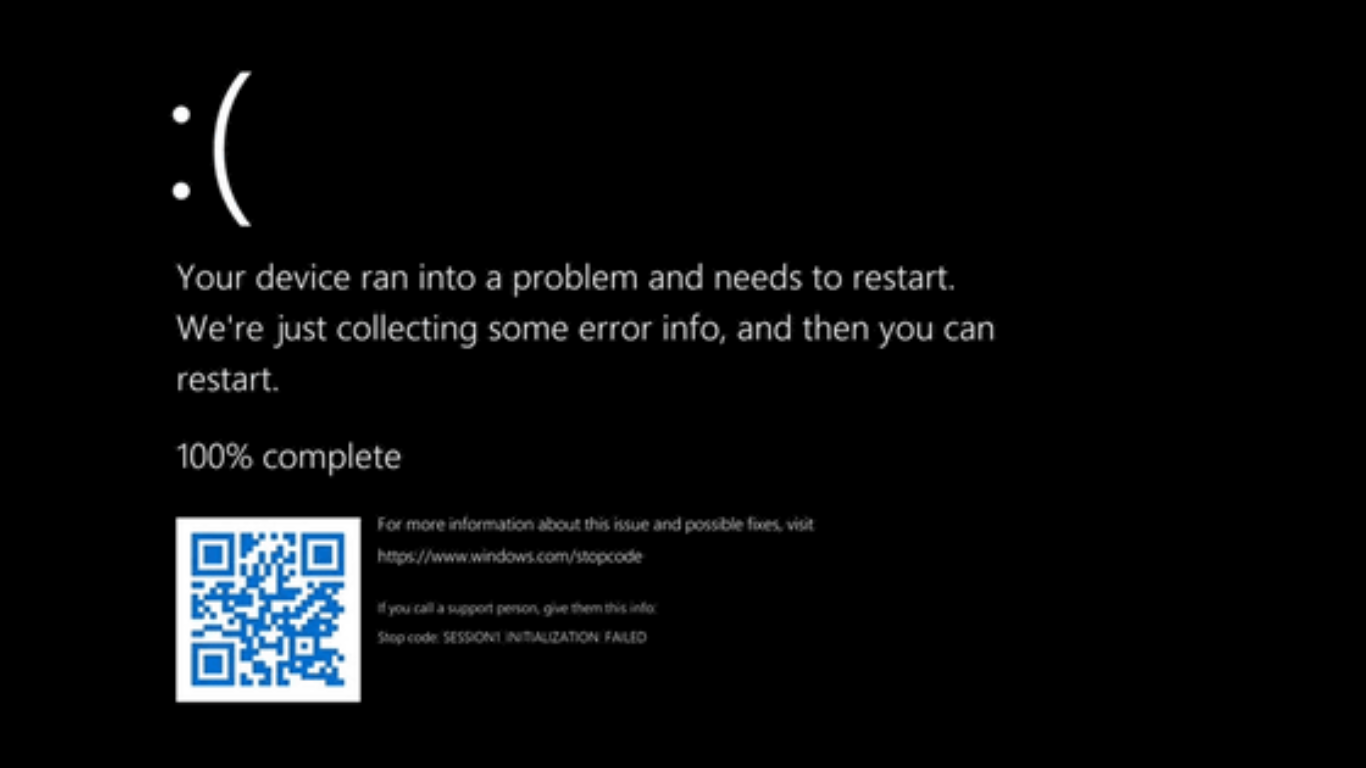 :(
Your device ran into a problem and needs to restart.
We're just collecting some error info, and then you can
restart.
100% complete
For more information about this issue and possible fixes, visit
https://www.windows.com/stopcode
If you call a support person, give them this info:
Stop code: SESSION1 INITIALIZATION FAILED